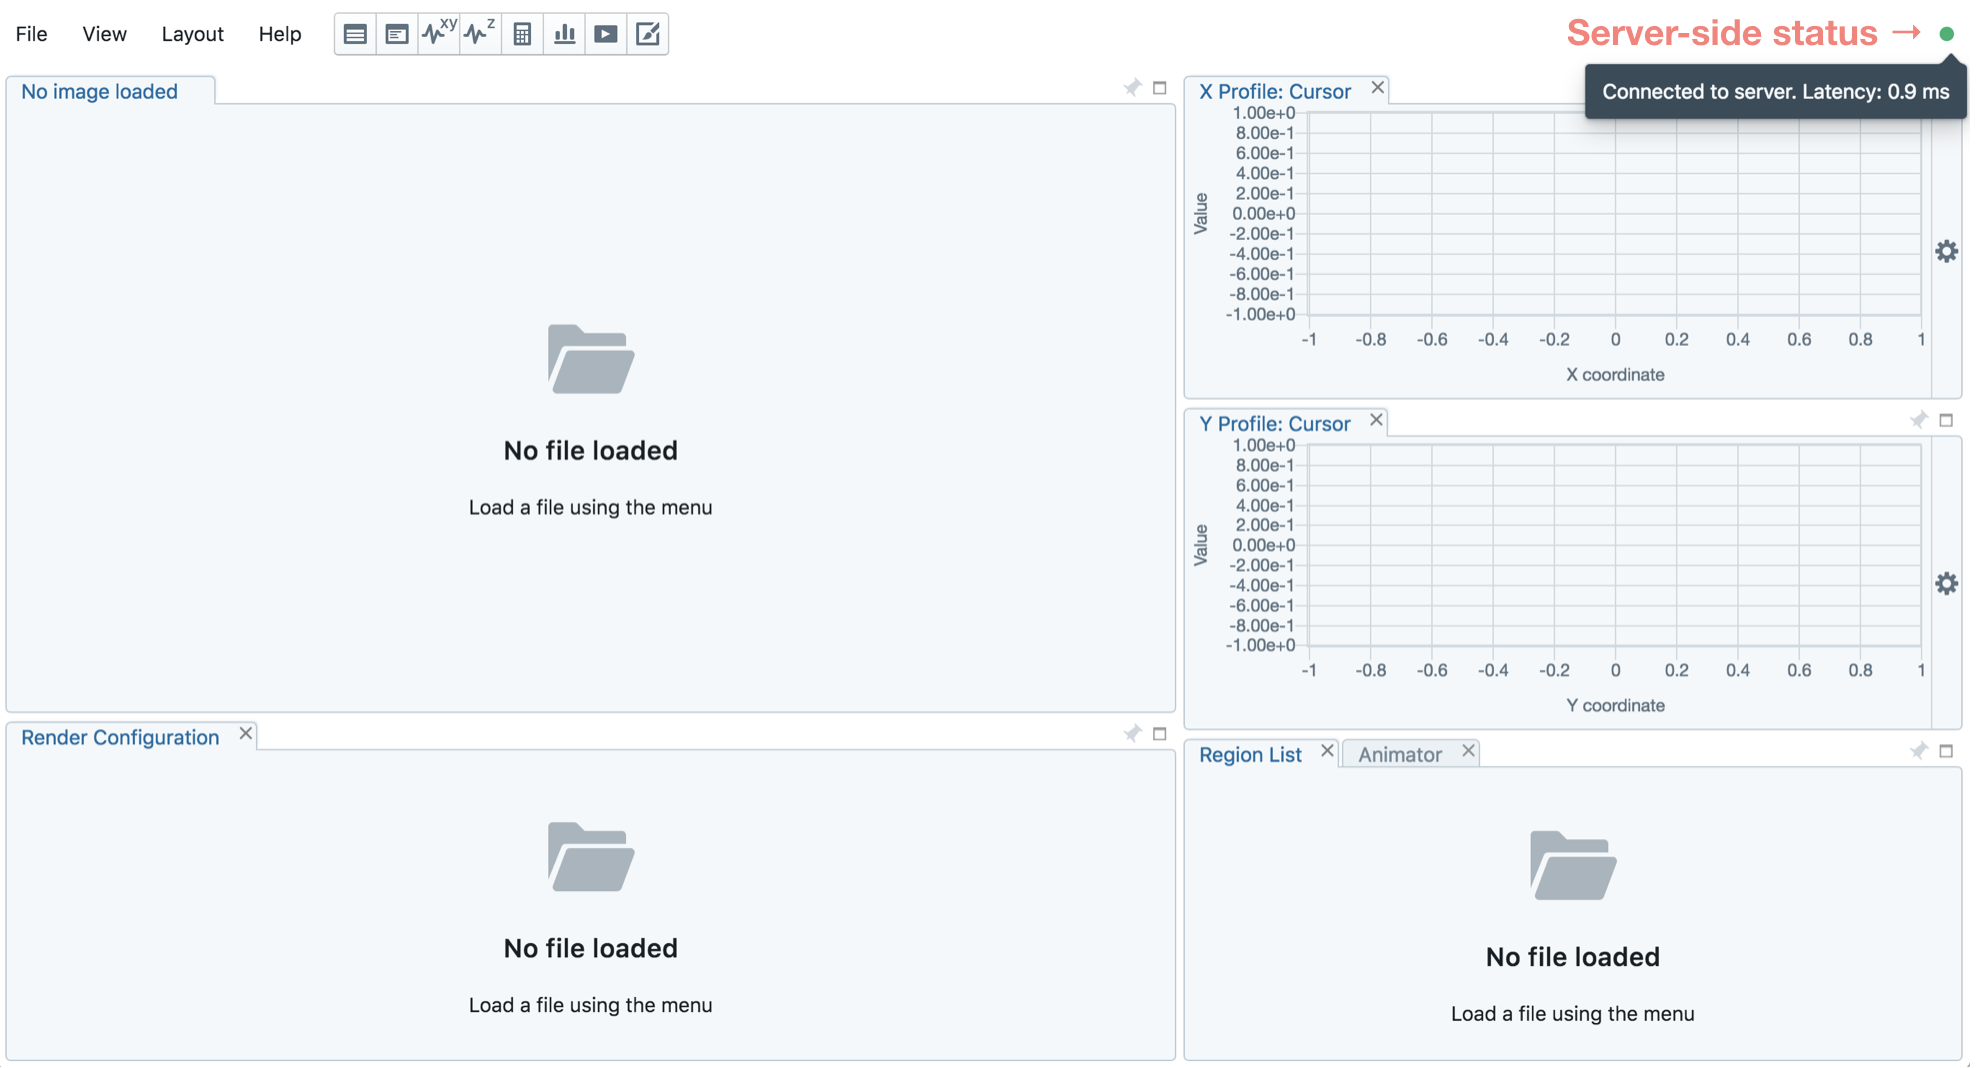 File View Layout Help xy z Server-side status →
Connected to server. Latency: 0.9 ms
No image loaded
No file loaded
Load a file using the menu
Render Configuration
No file loaded
Load a file using the menu
X Profile: Cursor
Value
1.00e+0
8.00e-1
6.00e-1
4.00e-1
2.00e-1
0.00e+0
-2.00e-1
-4.00e-1
-6.00e-1
-8.00e-1
-1.00e+0
-1 -0.8 -0.6 -0.4 -0.2 0 0.2 0.4 0.6 0.8 1
X coordinate
Y Profile: Cursor
Value
1.00e+0
8.00e-1
6.00e-1
4.00e-1
2.00e-1
0.00e+0
-2.00e-1
-4.00e-1
-6.00e-1
-8.00e-1
-1.00e+0
-1 -0.8 -0.6 -0.4 -0.2 0 0.2 0.4 0.6 0.8 1
Y coordinate
Region List Animator
No file loaded
Load a file using the menu